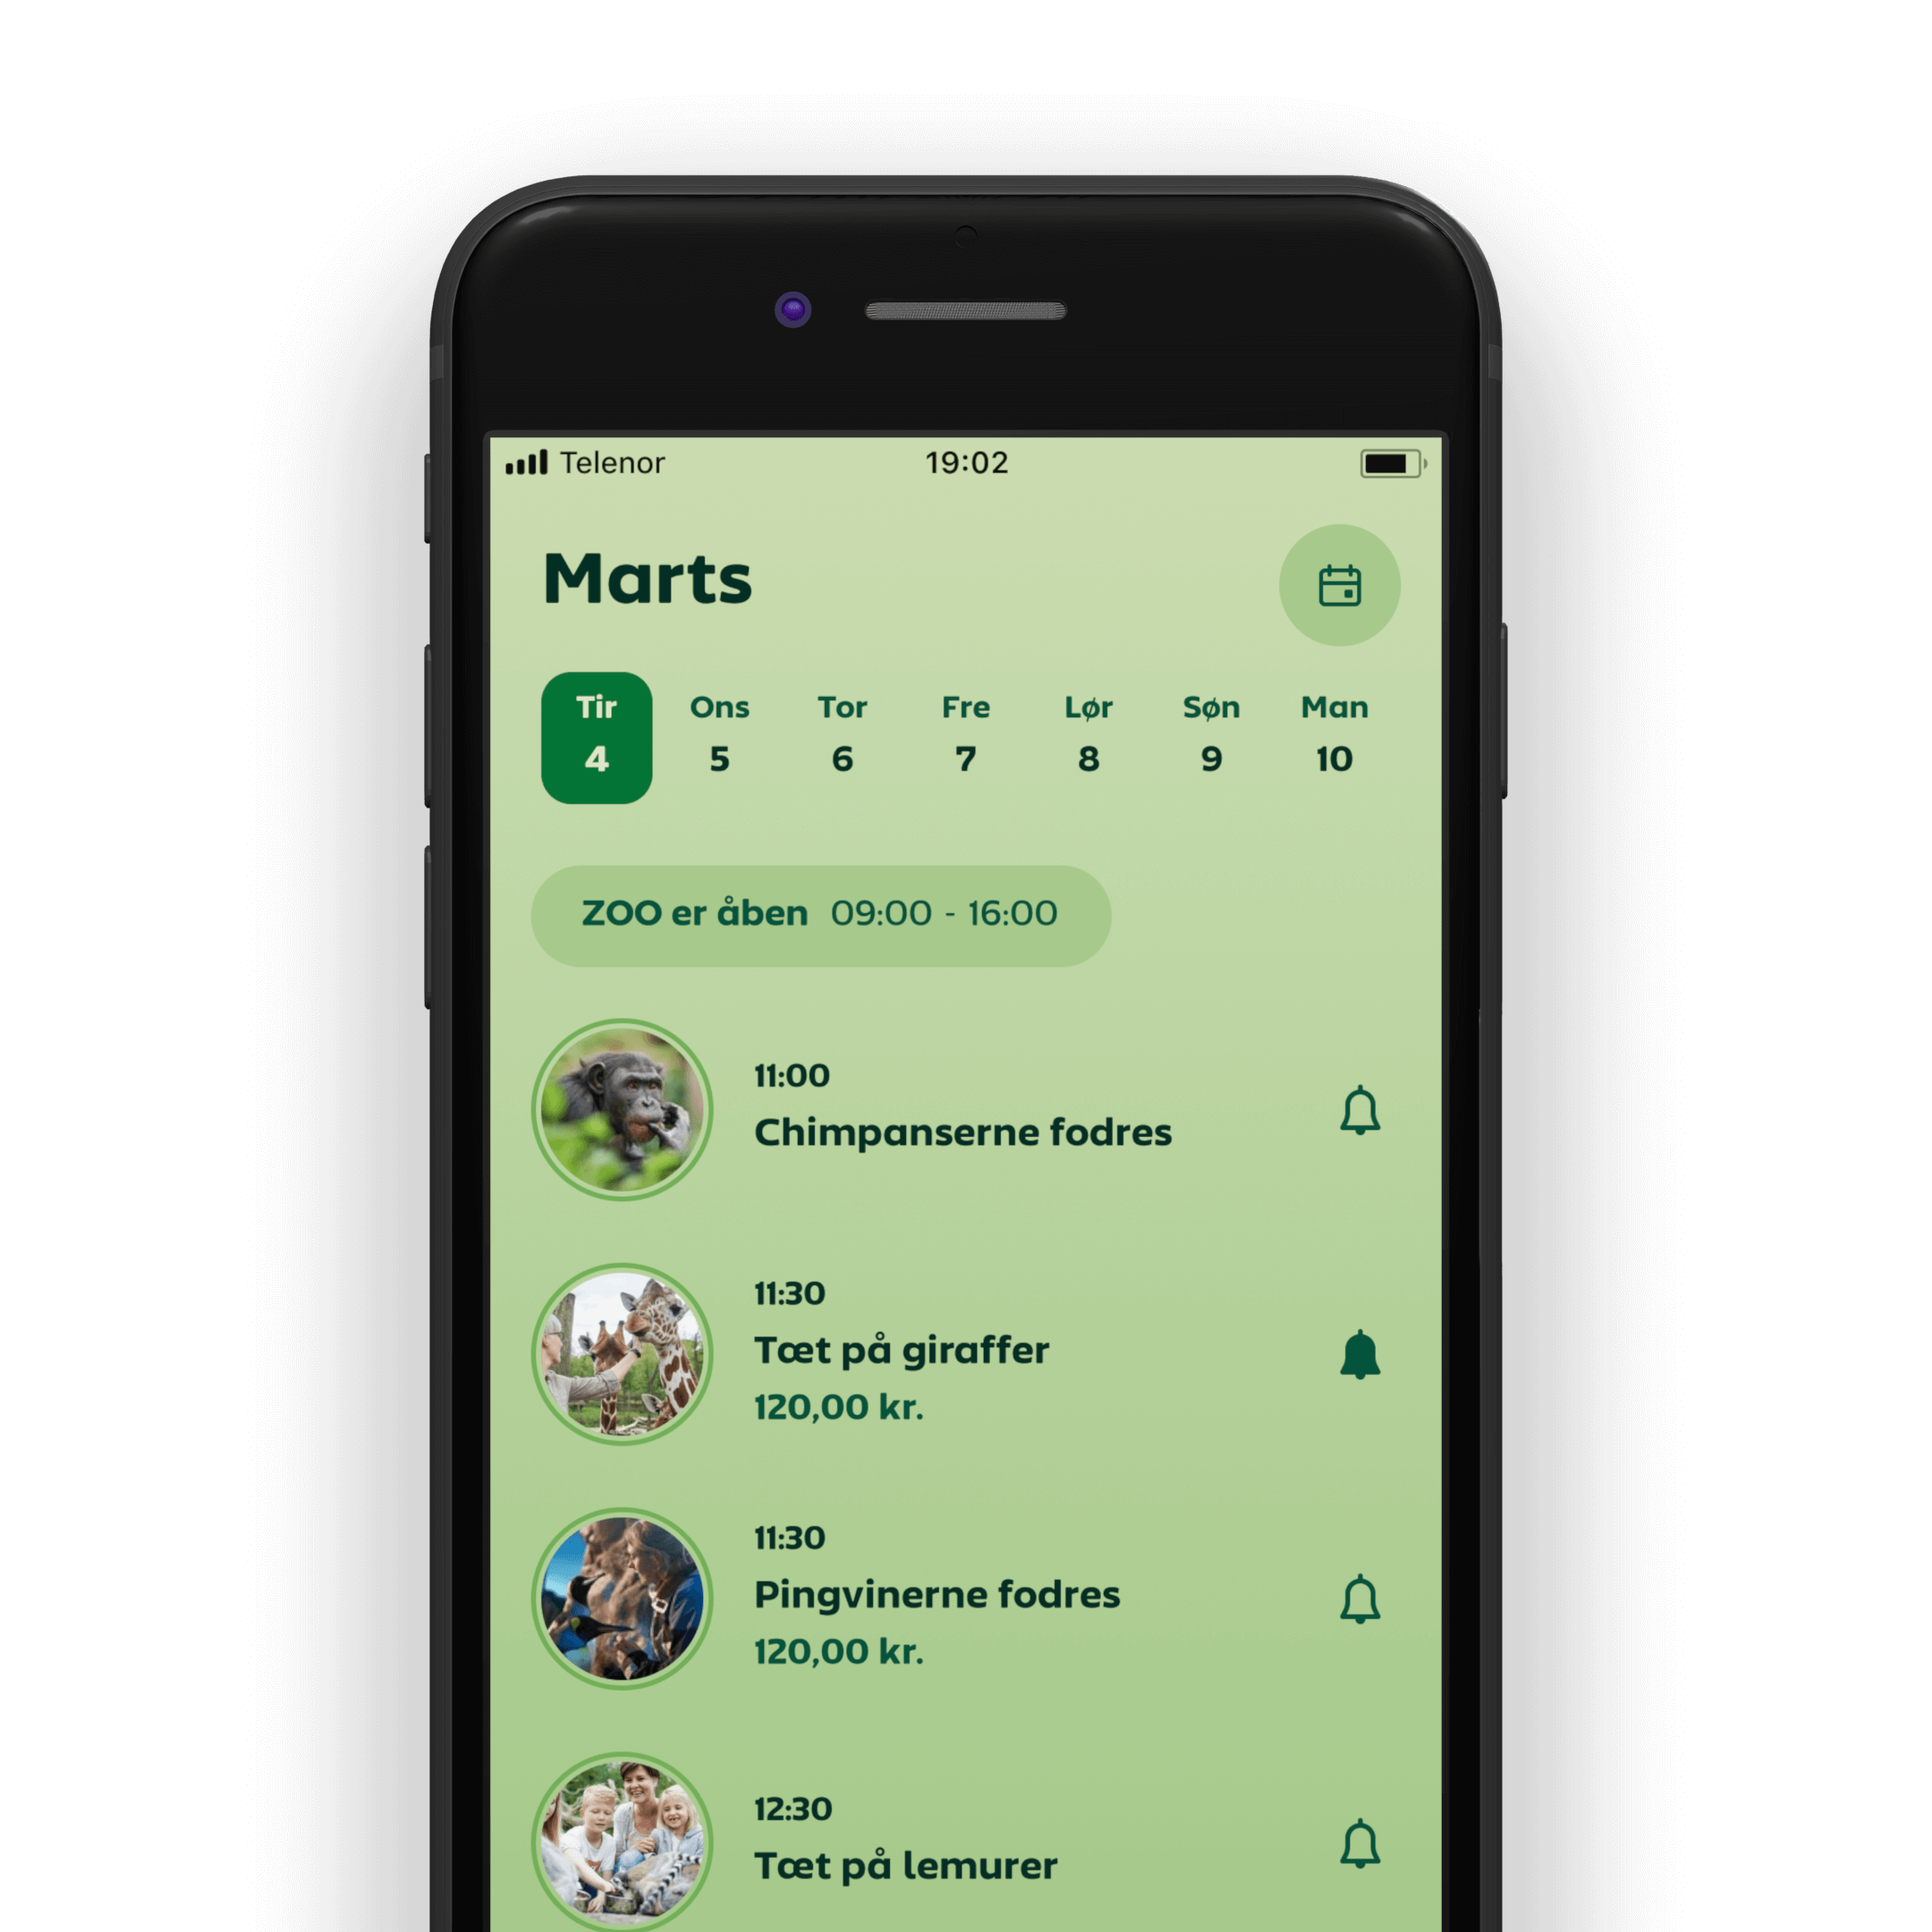 Telenor 19:02
Marts
Tir Ons Tor Fre Lør Søn Man
4 5 6 7 8 9 10
ZOO er åben 09:00 - 16:00
11:00
Chimpanserne fodres
11:30
Tæt på giraffer
120,00 kr.
11:30
Pingvinerne fodres
120,00 kr.
12:30
Tæt på lemurer